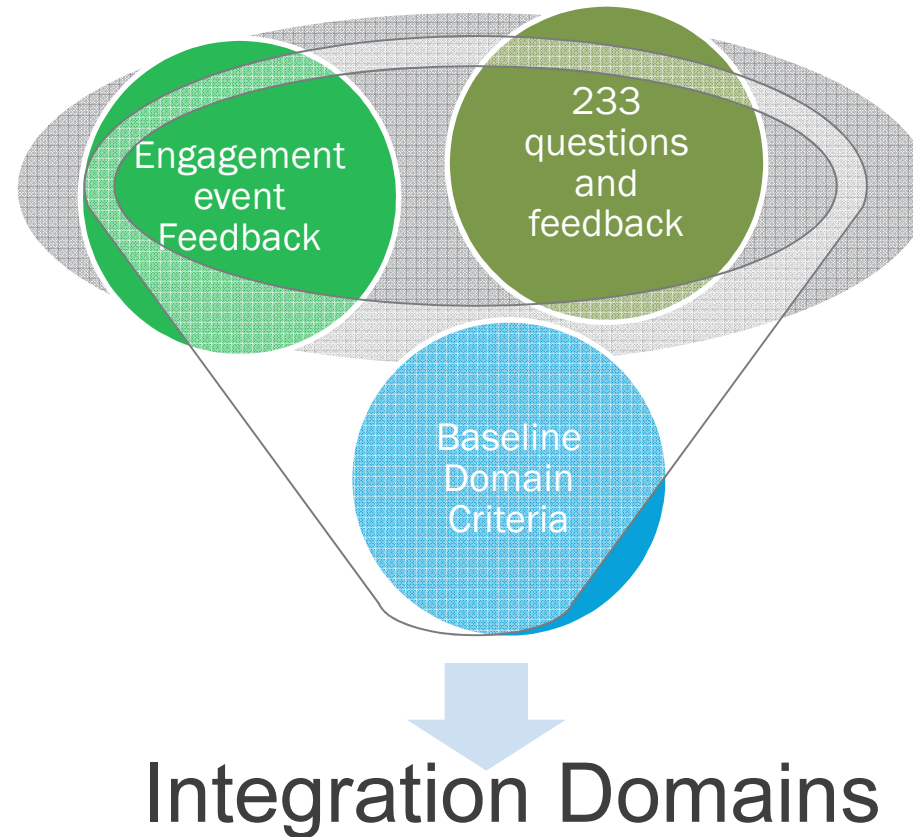 Engagement
event
Feedback
233
questions
and
feedback
Baseline
Domain
Criteria
Integration Domains